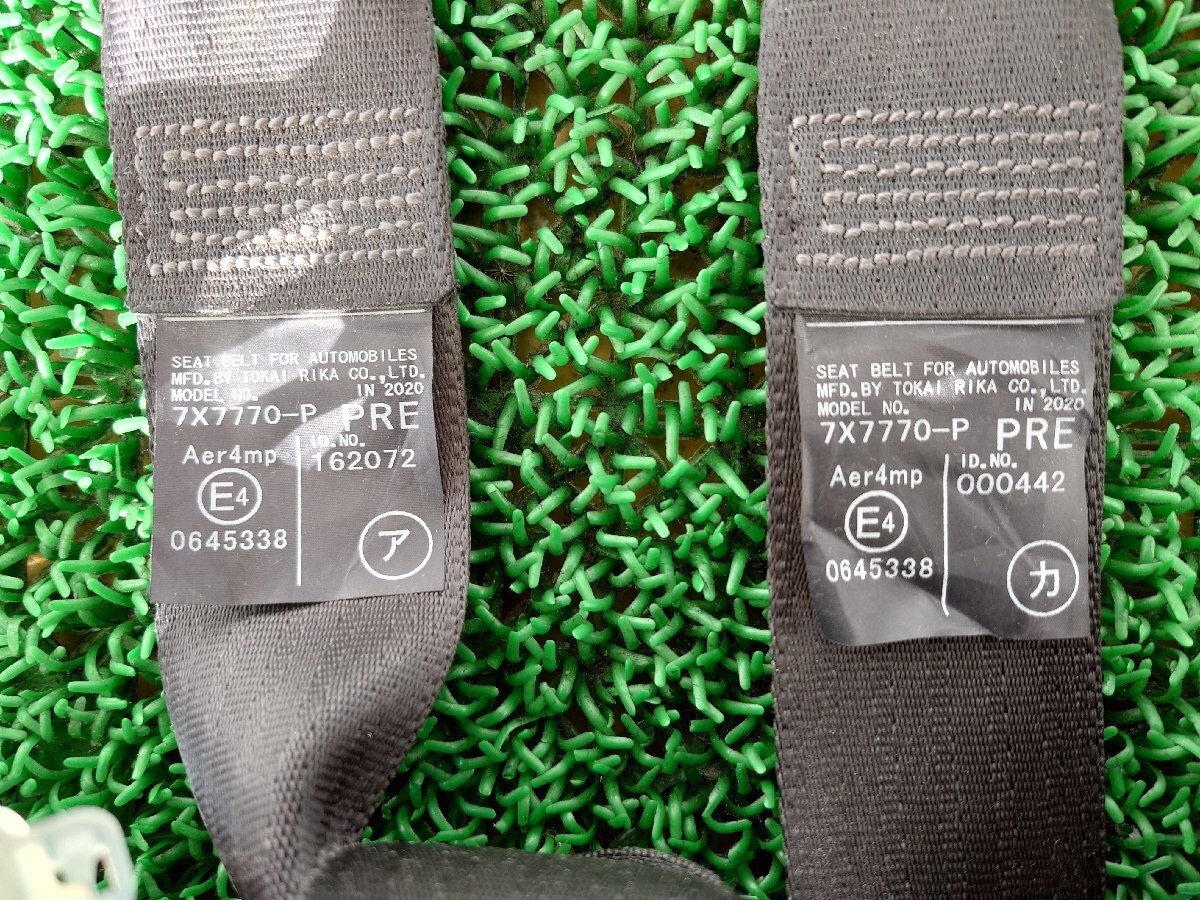 SEAT BELT FOR AUTOMOBILES
MFD.BY TOKAI RIKA CO.,LTD.
MODEL NO. IN 2020
7X7770-P PRE
Aer4mp ID.NO.
162072
E4
0645338 ア
SEAT BELT FOR AUTOMOBILES
MFD.BY TOKAI RIKA CO.,LTD.
MODEL NO. IN 2020
7X7770-P PRE
Aer4mp ID.NO.
000442
E4
0645338 カ